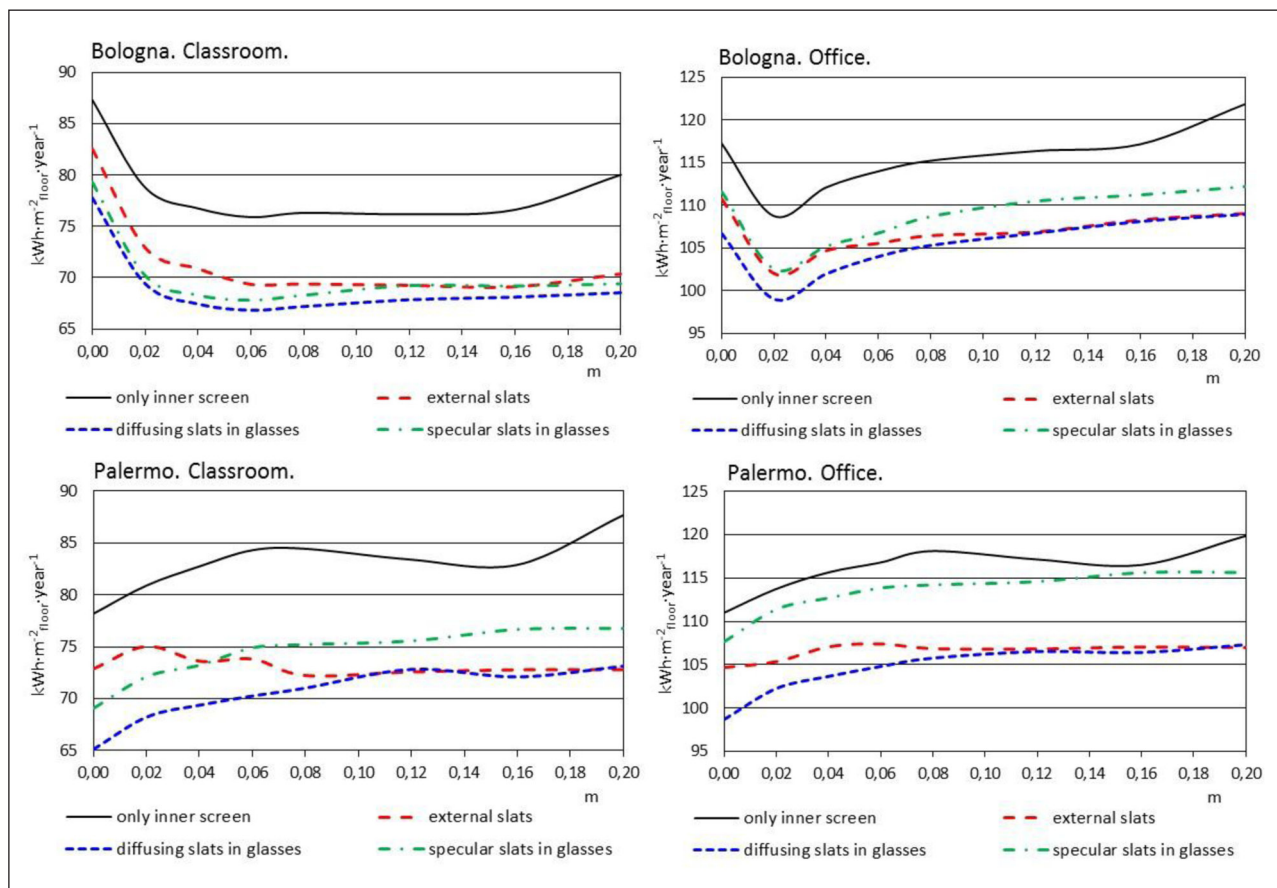 Bologna. Classroom.
kWh·m⁻²floor·year⁻¹
90
85
80
75
70
65
0,00 0,02 0,04 0,06 0,08 0,10 0,12 0,14 0,16 0,18 0,20
m
only inner screen external slats
diffusing slats in glasses specular slats in glasses
Bologna. Office.
kWh·m⁻²floor·year⁻¹
125
120
115
110
105
100
95
0,00 0,02 0,04 0,06 0,08 0,10 0,12 0,14 0,16 0,18 0,20
m
only inner screen external slats
diffusing slats in glasses specular slats in glasses
Palermo. Classroom.
kWh·m⁻²floor·year⁻¹
90
85
80
75
70
65
0,00 0,02 0,04 0,06 0,08 0,10 0,12 0,14 0,16 0,18 0,20
m
only inner screen external slats
diffusing slats in glasses specular slats in glasses
Palermo. Office.
kWh·m⁻²floor·year⁻¹
125
120
115
110
105
100
95
0,00 0,02 0,04 0,06 0,08 0,10 0,12 0,14 0,16 0,18 0,20
m
only inner screen external slats
diffusing slats in glasses specular slats in glasses